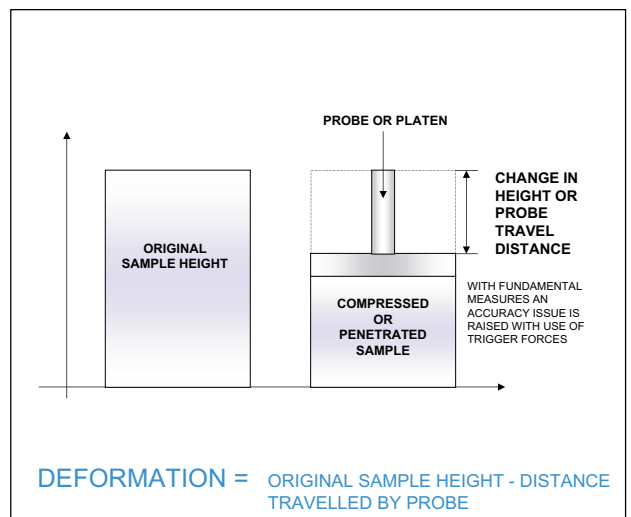 PROBE OR PLATEN
ORIGINAL
SAMPLE HEIGHT
CHANGE IN
HEIGHT OR
PROBE
TRAVEL
DISTANCE
COMPRESSED
OR
PENETRATED
SAMPLE
WITH FUNDAMENTAL
MEASURES AN
ACCURACY ISSUE IS
RAISED WITH USE OF
TRIGGER FORCES
DEFORMATION = ORIGINAL SAMPLE HEIGHT - DISTANCE
TRAVELLED BY PROBE